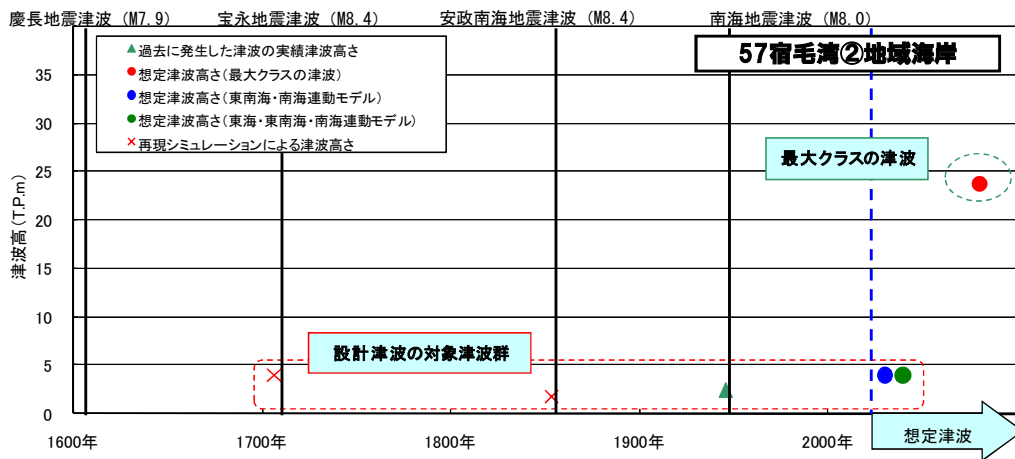 慶長地震津波（M7.9）
宝永地震津波（M8.4）
安政南海地震津波（M8.4）
南海地震津波（M8.0）
57宿毛湾②地域海岸
過去に発生した津波の実績津波高さ
想定津波高さ（最大クラスの津波）
想定津波高さ（東南海・南海連動モデル）
想定津波高さ（東海・東南海・南海連動モデル）
再現シミュレーションによる津波高さ
最大クラスの津波
設計津波の対象津波群
津波高（T.P.m）
35
30
25
20
15
10
5
0
1600年
1700年
1800年
1900年
2000年
想定津波